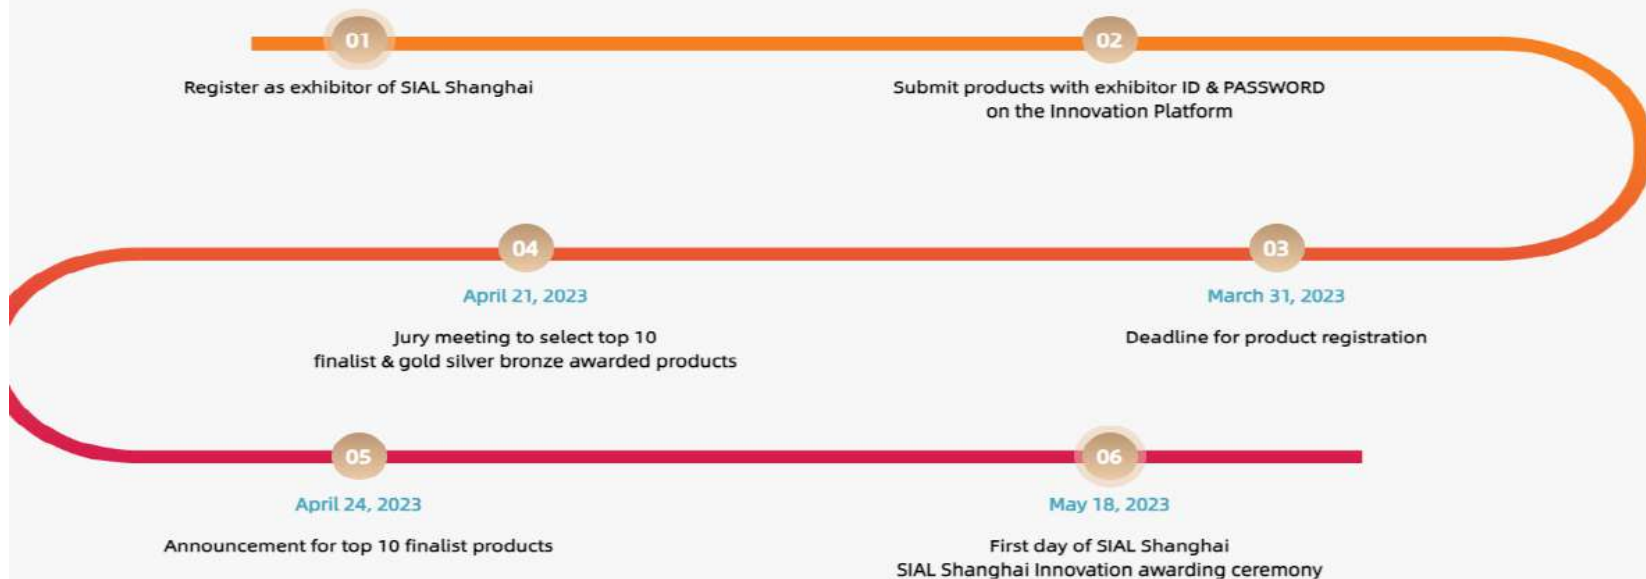 01
Register as exhibitor of SIAL Shanghai
02
Submit products with exhibitor ID & PASSWORD
on the Innovation Platform
03
March 31, 2023
Deadline for product registration
04
April 21, 2023
Jury meeting to select top 10
finalist & gold silver bronze awarded products
05
April 24, 2023
Announcement for top 10 finalist products
06
May 18, 2023
First day of SIAL Shanghai
SIAL Shanghai Innovation awarding ceremony